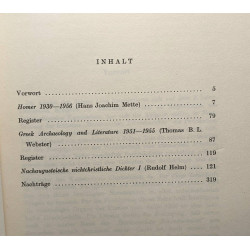 INHALT
Vorwort 5
Homer 1930—1956 (Hans Joachim Mette) 7
Register 79
Greek Archaeology and Literature 1951—1955 (Thomas B. L.
Webster) 87
Register 119
Nachaugusteische nichtchristliche Dichter I (Rudolf Helm) 121
Nachträge 319